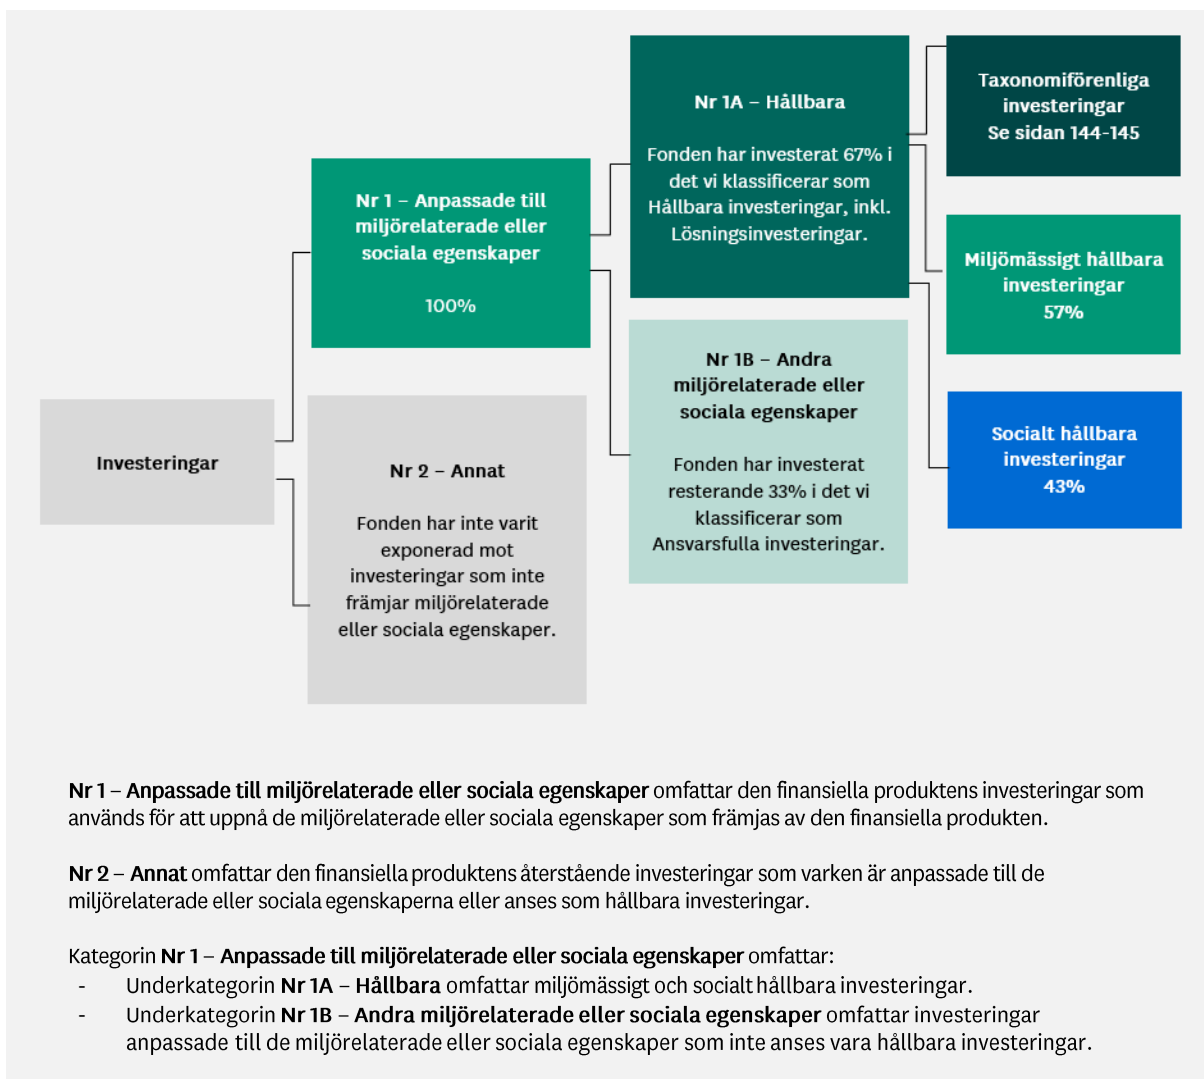 Investeringar
Nr 1 – Anpassade till
miljörelaterade eller
sociala egenskaper
100%
Nr 2 – Annat
Fonden har inte varit
exponerad mot
investeringar som inte
främjar miljörelaterade
eller sociala egenskaper.
Nr 1A – Hållbara
Fonden har investerat 67% i
det vi klassificerar som
Hållbara investeringar, inkl.
Lösningsinvesteringar.
Nr 1B – Andra
miljörelaterade eller
sociala egenskaper
Fonden har investerat
resterande 33% i det vi
klassificerar som
Ansvarsfulla investeringar.
Taxonomiförenliga
investeringar
Se sidan 144-145
Miljömässigt hållbara
investeringar
57%
Socialt hållbara
investeringar
43%
Nr 1 – Anpassade till miljörelaterade eller sociala egenskaper omfattar den finansiella produktens investeringar som
används för att uppnå de miljörelaterade eller sociala egenskaper som främjas av den finansiella produkten.
Nr 2 – Annat omfattar den finansiella produktens återstående investeringar som varken är anpassade till de
miljörelaterade eller sociala egenskaperna eller anses som hållbara investeringar.
Kategorin Nr 1 – Anpassade till miljörelaterade eller sociala egenskaper omfattar:
- Underkategorin Nr 1A – Hållbara omfattar miljömässigt och socialt hållbara investeringar.
- Underkategorin Nr 1B – Andra miljörelaterade eller sociala egenskaper omfattar investeringar
anpassade till de miljörelaterade eller sociala egenskaper som inte anses vara hållbara investeringar.